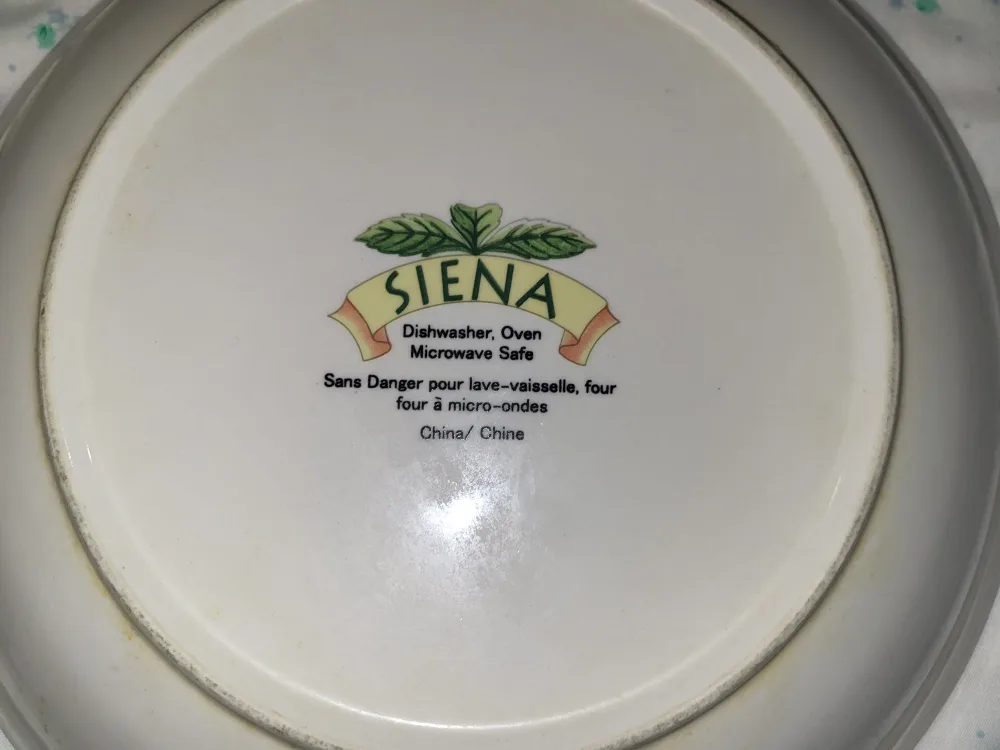 SIENA
Dishwasher, Oven
Microwave Safe
Sans Danger pour lave-vaisselle, four
four à micro-ondes
China/ Chine